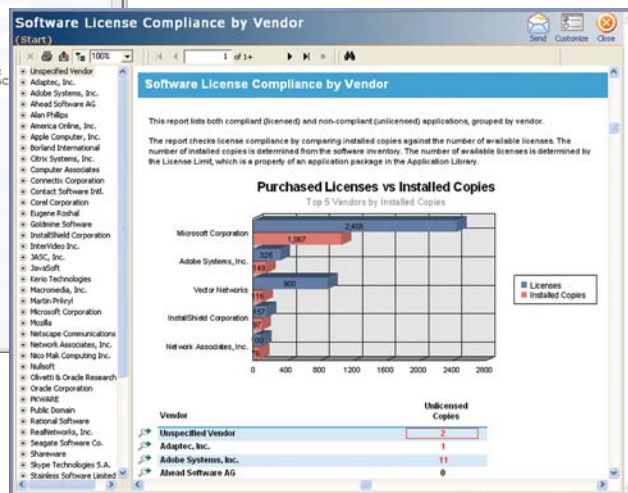 Software License Compliance by Vendor
(Start)
Send Customize Close
100% 1 of 1+
Unspecified Vendor
Adaptec, Inc.
Adobe Systems, Inc.
Ahead Software AG
Alan Phillips
America Online, Inc.
Apple Computer, Inc.
Borland International
Citrix Systems, Inc.
Computer Associates
Connectix Corporation
Contact Software Intl.
Corel Corporation
Eugene Roshal
Goldmine Software
InstallShield Corporation
InterVideo Inc.
JASC, Inc.
JavaSoft
Kerio Technologies
Macromedia, Inc.
Martin Prikryl
Microsoft Corporation
Mozilla
Netscape Communications
Network Associates, Inc.
Nico Mak Computing Inc.
Nullsoft
Olivetti & Oracle Research
Oracle Corporation
PKWARE
Public Domain
Rational Software
RealNetworks, Inc.
Seagate Software Co.
Shareware
Skype Technologies S.A.
Stainless Software Limited
Software License Compliance by Vendor
This report lists both compliant (licensed) and non-compliant (unlicensed) applications, grouped by vendor.
The report checks license compliance by comparing installed copies against the number of available licenses. The
number of installed copies is determined from the software inventory. The number of available licenses is determined by
the License Limit, which is a property of an application package in the Application Library.
Purchased Licenses vs Installed Copies
Top 5 Vendors by Installed Copies
Microsoft Corporation
1,067
Adobe Systems, Inc.
326
149
Vector Networks
900
116
InstallShield Corporation
157
97
Network Associates, Inc.
0 400 800 1200 1600 2000 2400 2800
Licenses
Installed Copies
Vendor Unlicensed Copies
Unspecified Vendor 2
Adaptec, Inc. 1
Adobe Systems, Inc. 11
Ahead Software AG 0